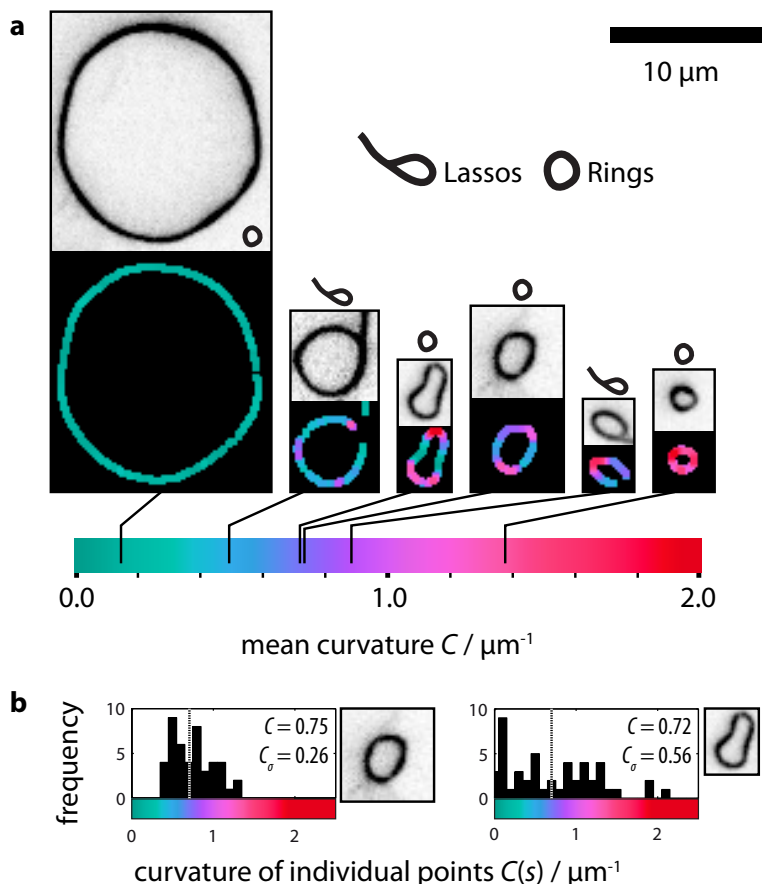 a
10 μm
Lassos
Rings
0.0 1.0 2.0
mean curvature C / μm⁻¹
b
frequency
10
5
0
C = 0.75
Cσ = 0.26
0 1 2
10
5
0
C = 0.72
Cσ = 0.56
0 1 2
curvature of individual points C(s) / μm⁻¹